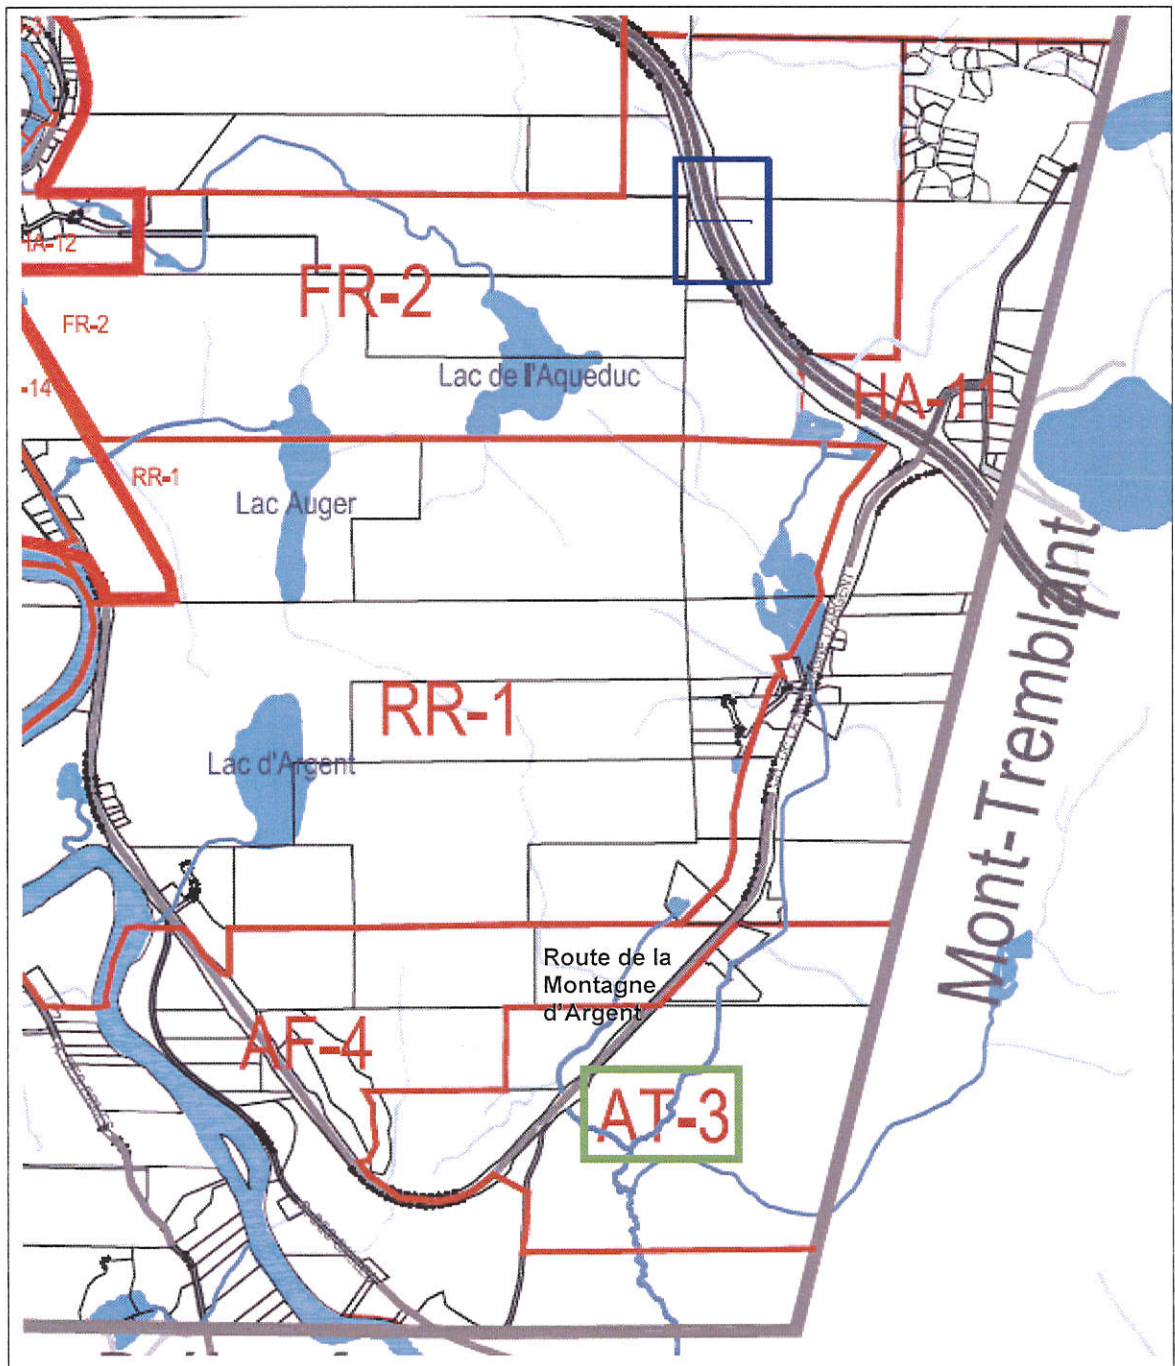 HA-12
FR-2
FR-2
Lac de l'Aqueduc
HA-11
-14
RR-1
Lac Auger
RR-1
Lac d'Argent
Mont-Tremblant
Route de la
Montagne
d'Argent
AF-4
AT-3